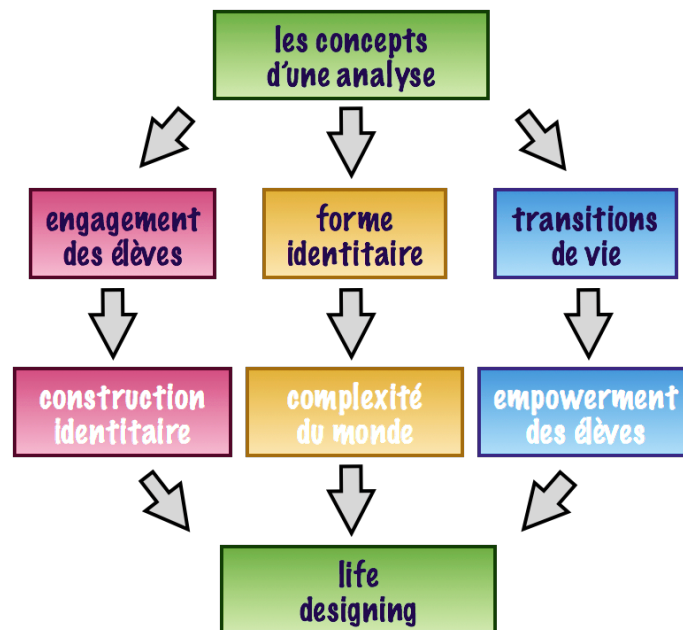 les concepts
d'une analyse
engagement
des élèves
forme
identitaire
transitions
de vie
construction
identitaire
complexité
du monde
empowerment
des élèves
life
designing